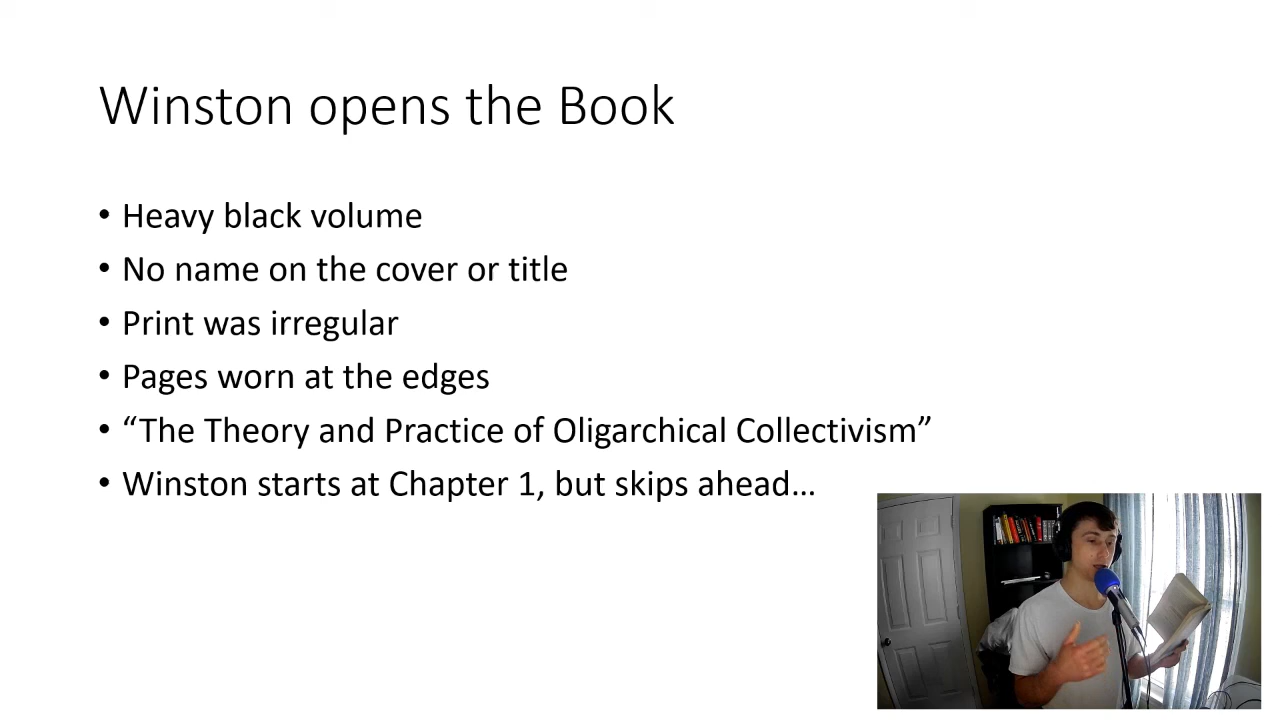 Winston opens the Book
• Heavy black volume
• No name on the cover or title
• Print was irregular
• Pages worn at the edges
• “The Theory and Practice of Oligarchical Collectivism”
• Winston starts at Chapter 1, but skips ahead…